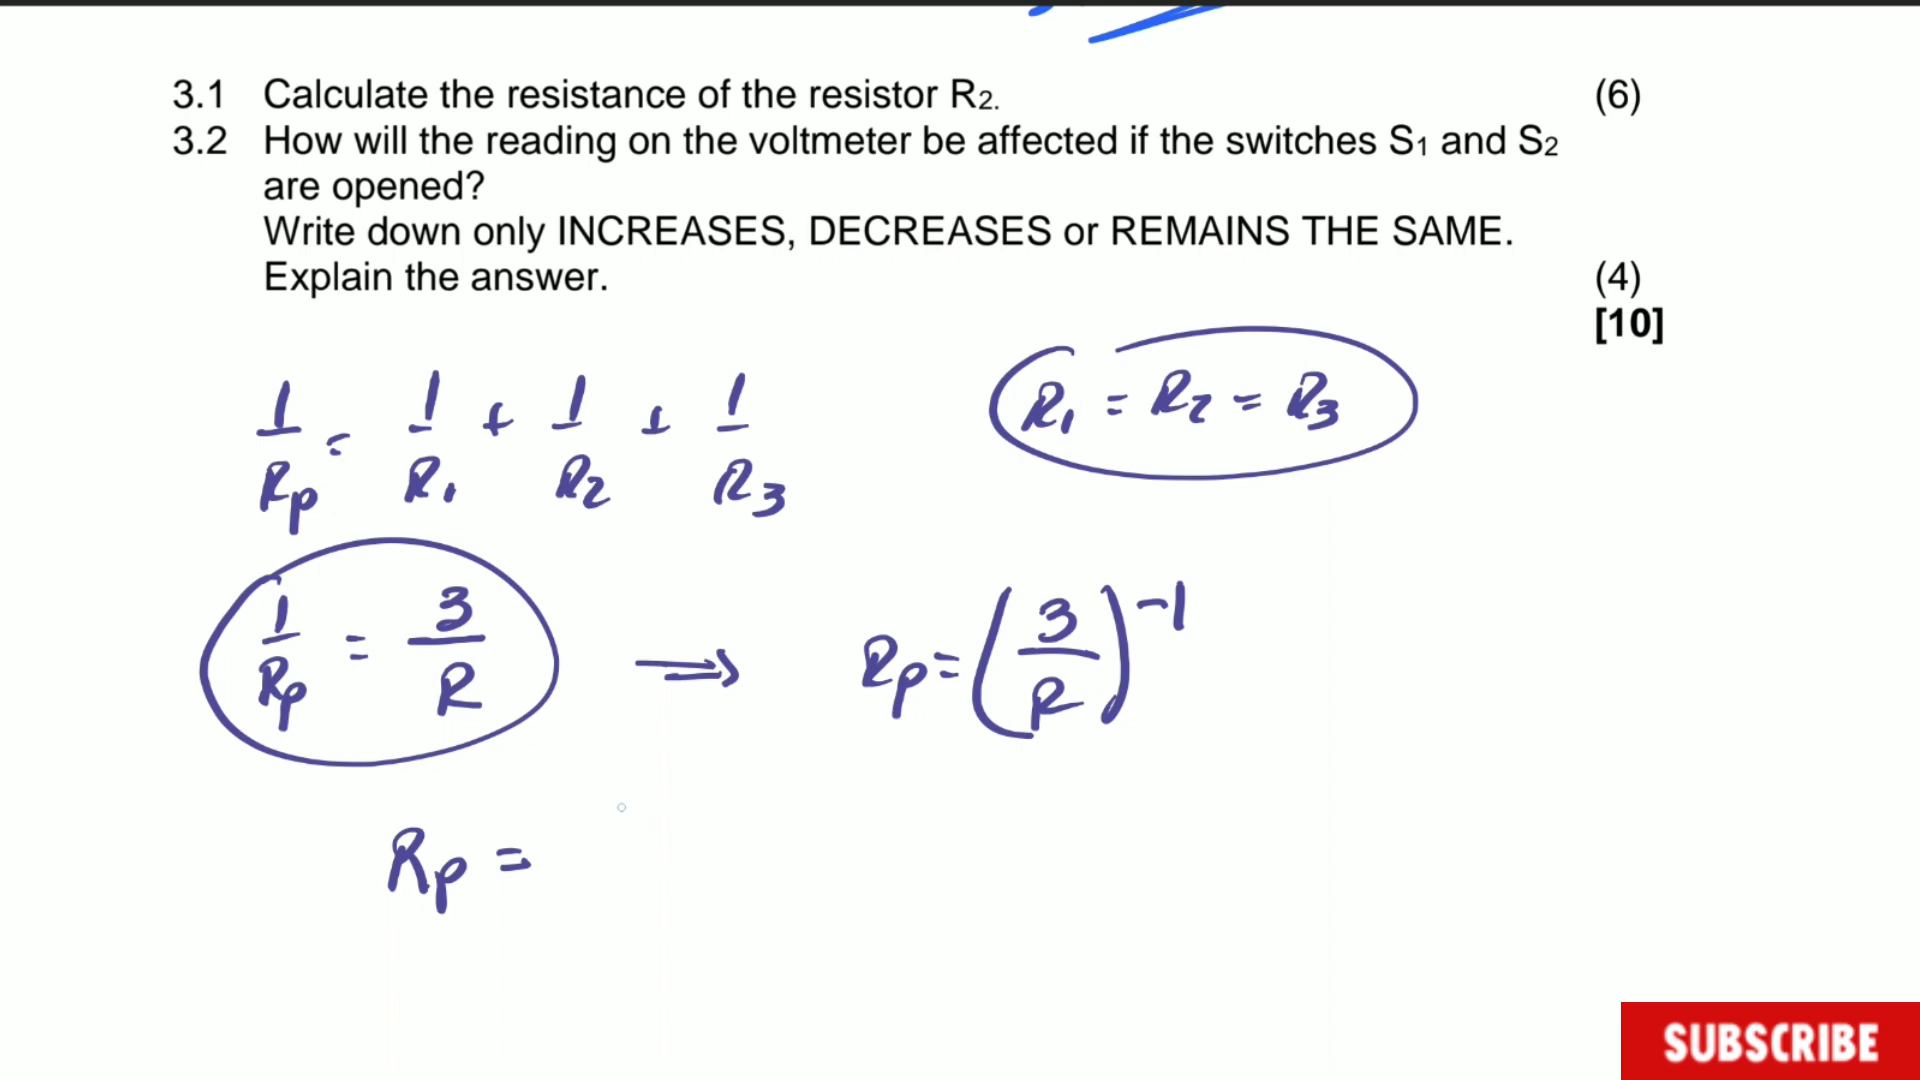 3.1 Calculate the resistance of the resistor R2. (6)
3.2 How will the reading on the voltmeter be affected if the switches S1 and S2
are opened?
Write down only INCREASES, DECREASES or REMAINS THE SAME.
Explain the answer. (4)
[10]
1/Rp = 1/R1 + 1/R2 + 1/R3
R1 = R2 = R3
1/Rp = 3/R ⟹ Rp = (3/R)^-1
Rp =
SUBSCRIBE